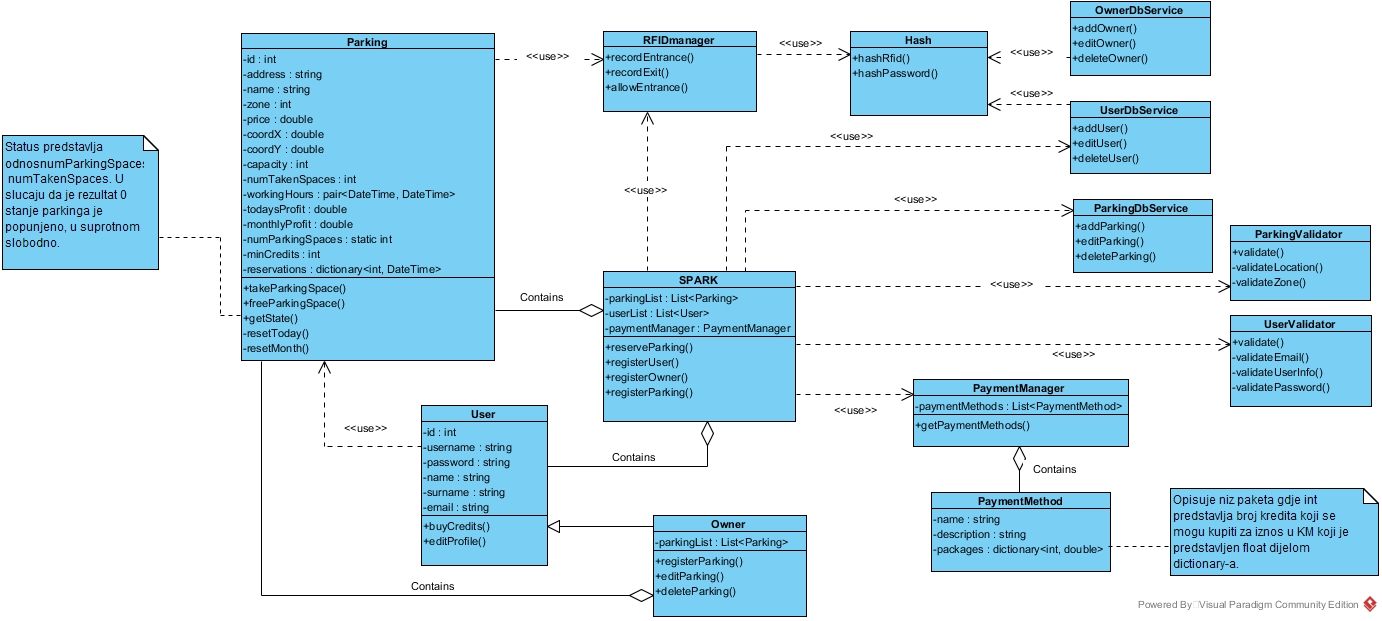 Status predstavlja
odnosnumParkingSpaces
numTakenSpaces. U
slucaju da je rezultat 0
stanje parkinga je
popunjeno, u suprotnom
slobodno.
Parking
-id : int
-address : string
-name : string
-zone : int
-price : double
-coordX : double
-coordY : double
-capacity : int
-numTakenSpaces : int
-workingHours : pair<DateTime, DateTime>
-todaysProfit : double
-monthlyProfit : double
-numParkingSpaces : static int
-minCredits : int
-reservations : dictionary<int, DateTime>
+takeParkingSpace()
+freeParkingSpace()
+getState()
-resetToday()
-resetMonth()
<<use>>
RFIDmanager
+recordEntrance()
+recordExit()
+allowEntrance()
<<use>>
Hash
+hashRfid()
+hashPassword()
<<use>>
OwnerDbService
+addOwner()
+editOwner()
+deleteOwner()
<<use>>
UserDbService
+addUser()
+editUser()
+deleteUser()
<<use>>
<<use>>
<<use>>
ParkingDbService
+addParking()
+editParking()
+deleteParking()
ParkingValidator
+validate()
-validateLocation()
-validateZone()
<<use>>
Contains
SPARK
-parkingList : List<Parking>
-userList : List<User>
-paymentManager : PaymentManager
+reserveParking()
+registerUser()
+registerOwner()
+registerParking()
UserValidator
+validate()
-validateEmail()
-validateUserInfo()
-validatePassword()
<<use>>
<<use>>
PaymentManager
-paymentMethods : List<PaymentMethod>
+getPaymentMethods()
Contains
PaymentMethod
-name : string
-description : string
-packages : dictionary<int, double>
Opisuje niz paketa gdje int
predstavlja broj kredita koji se
mogu kupiti za iznos u KM koji je
predstavljen float dijelom
dictionary-a.
<<use>>
User
-id : int
-username : string
-password : string
-name : string
-surname : string
-email : string
+buyCredits()
+editProfile()
Contains
Owner
-parkingList : List<Parking>
+registerParking()
+editParking()
+deleteParking()
Contains
Powered By Visual Paradigm Community Edition